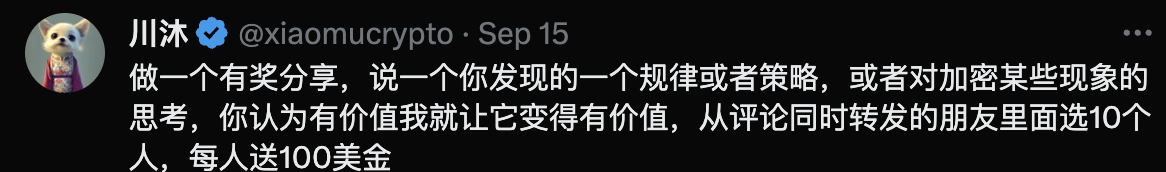 川沐 @xiaomucrypto · Sep 15
做一个有奖分享，说一个你发现的一个规律或者策略，或者对加密某些现象的
思考，你认为有价值我就让它变得有价值，从评论同时转发的朋友里面选10个
人，每人送100美金